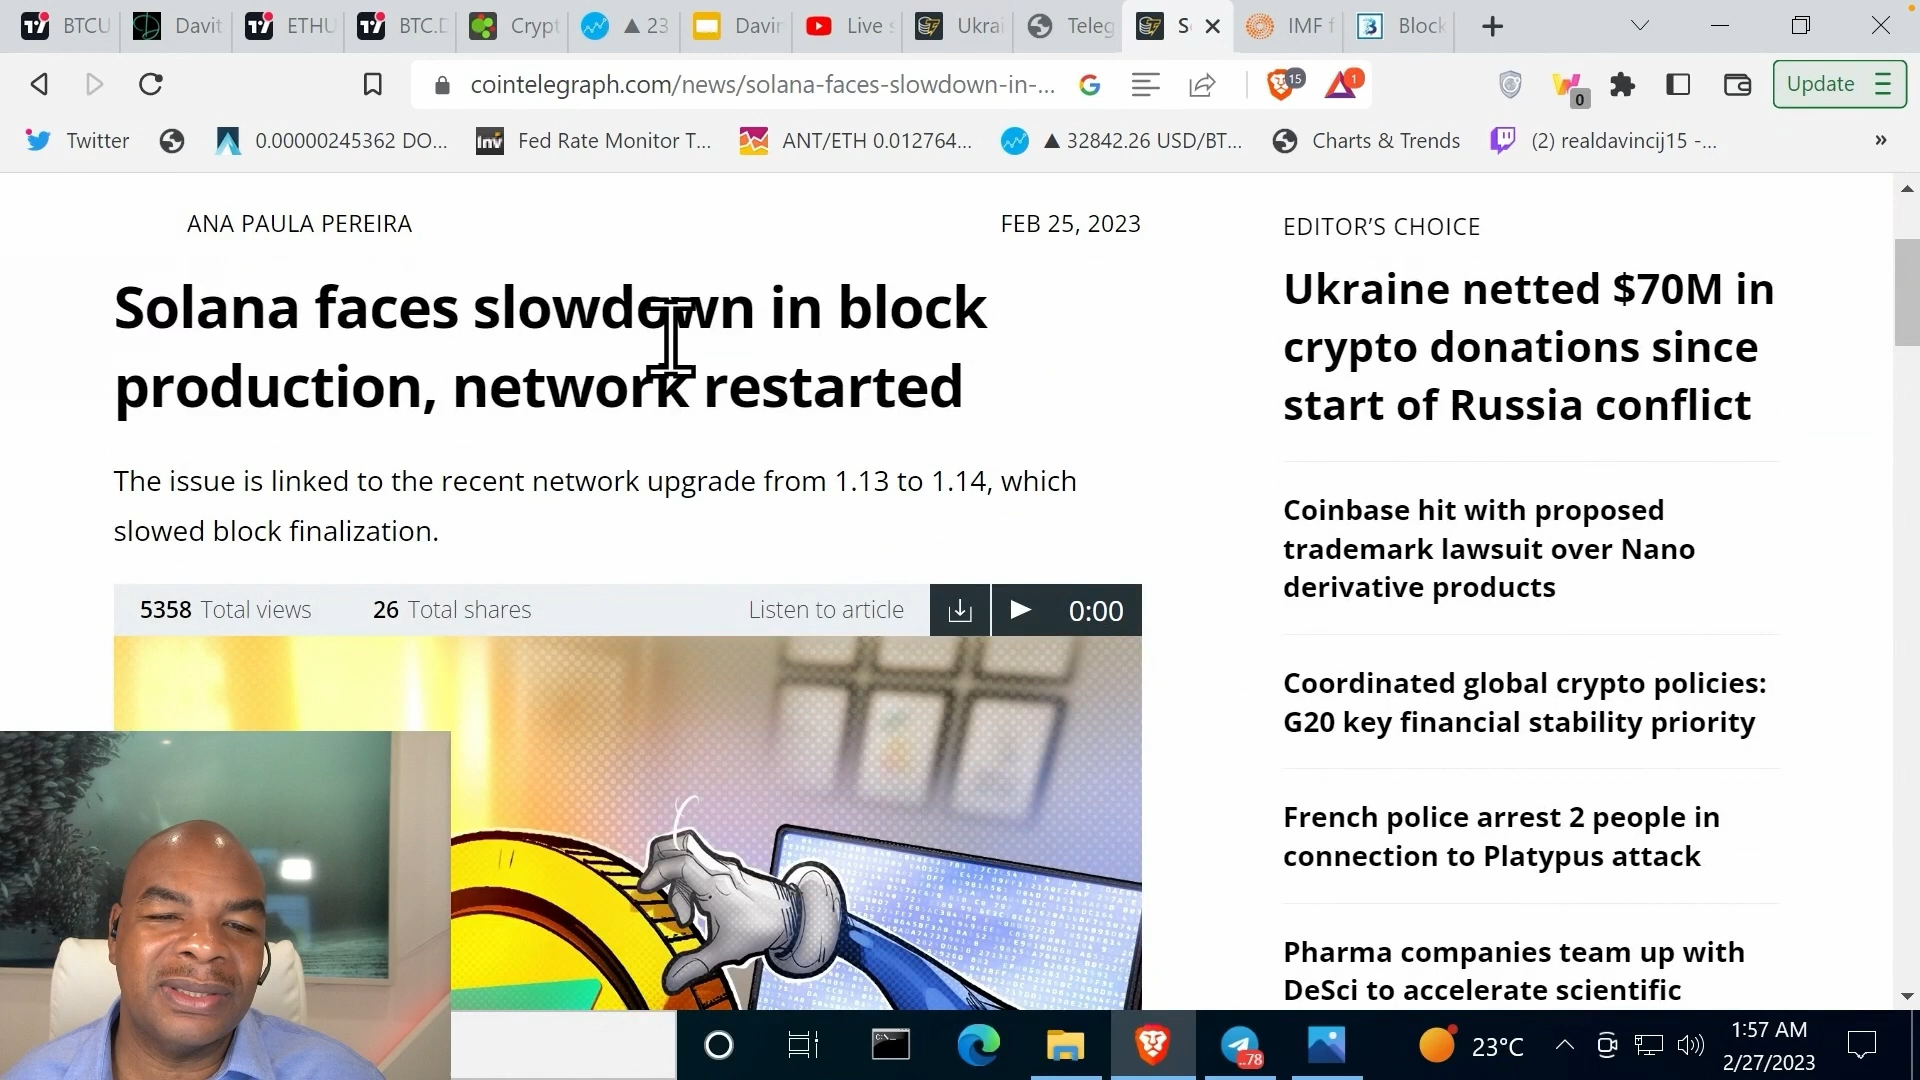 BTCU
Davit
ETHU
BTC.D
Crypt
▲ 23
Davin
Live
Ukrai
Teleg
S
IMF f
Block
cointelegraph.com/news/solana-faces-slowdown-in-...
15
1
0
Update
Twitter
0.00000245362 DO...
Inv
Fed Rate Monitor T...
ANT/ETH 0.012764...
▲ 32842.26 USD/BT...
Charts & Trends
(2) realdavincij15 -...
»
ANA PAULA PEREIRA
FEB 25, 2023
Solana faces slowdown in block
production, network restarted
The issue is linked to the recent network upgrade from 1.13 to 1.14, which
slowed block finalization.
5358 Total views
26 Total shares
Listen to article
0:00
EDITOR’S CHOICE
Ukraine netted $70M in
crypto donations since
start of Russia conflict
Coinbase hit with proposed
trademark lawsuit over Nano
derivative products
Coordinated global crypto policies:
G20 key financial stability priority
French police arrest 2 people in
connection to Platypus attack
Pharma companies team up with
DeSci to accelerate scientific
..78
23°C
1:57 AM
2/27/2023